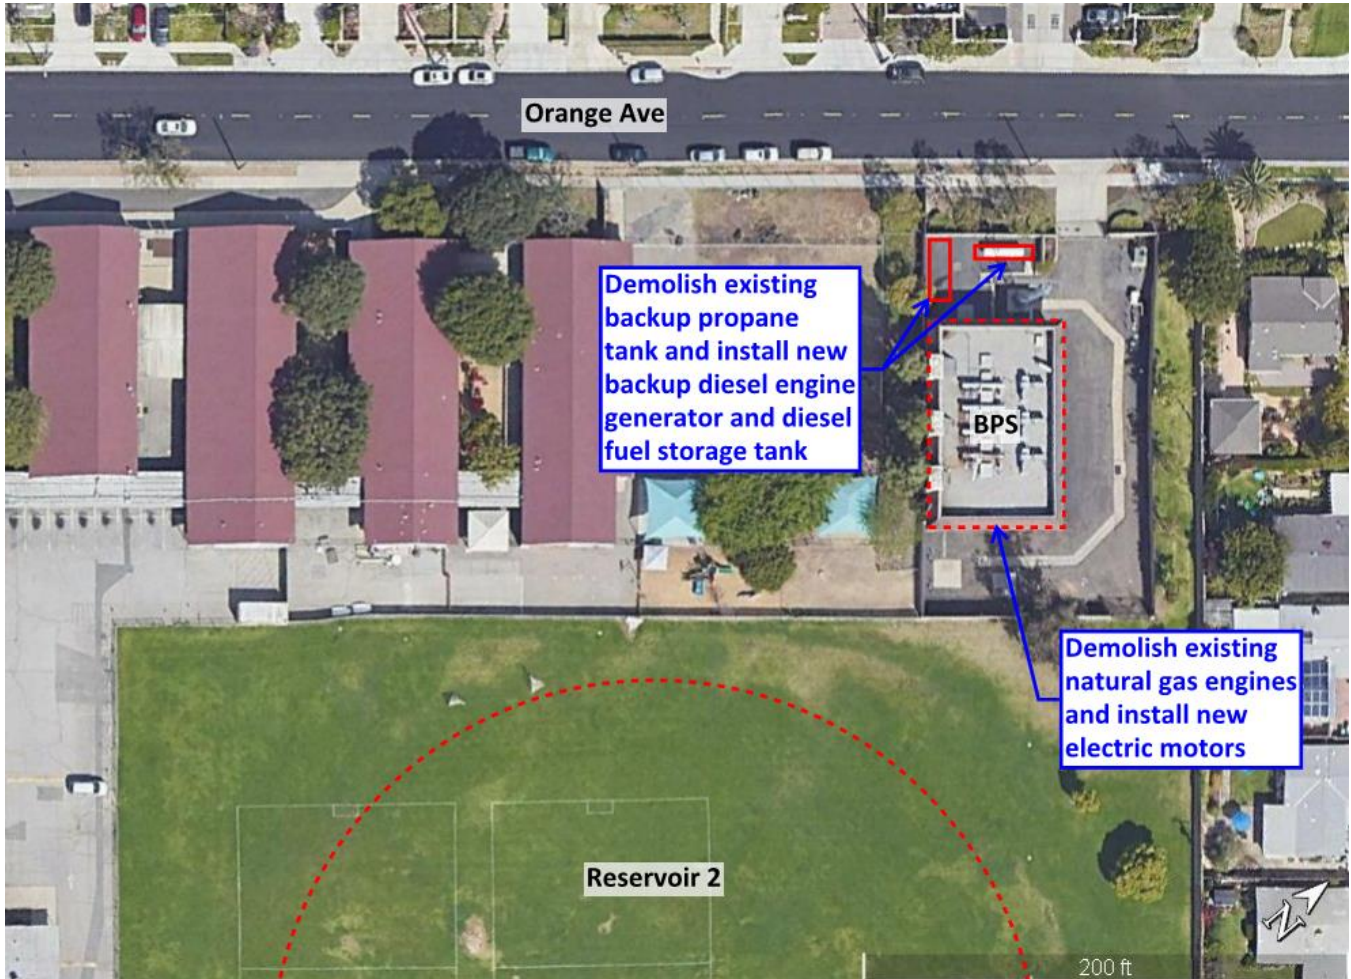 Orange Ave
Demolish existing
backup propane
tank and install new
backup diesel engine
generator and diesel
fuel storage tank
BPS
Demolish existing
natural gas engines
and install new
electric motors
Reservoir 2
N
200 ft